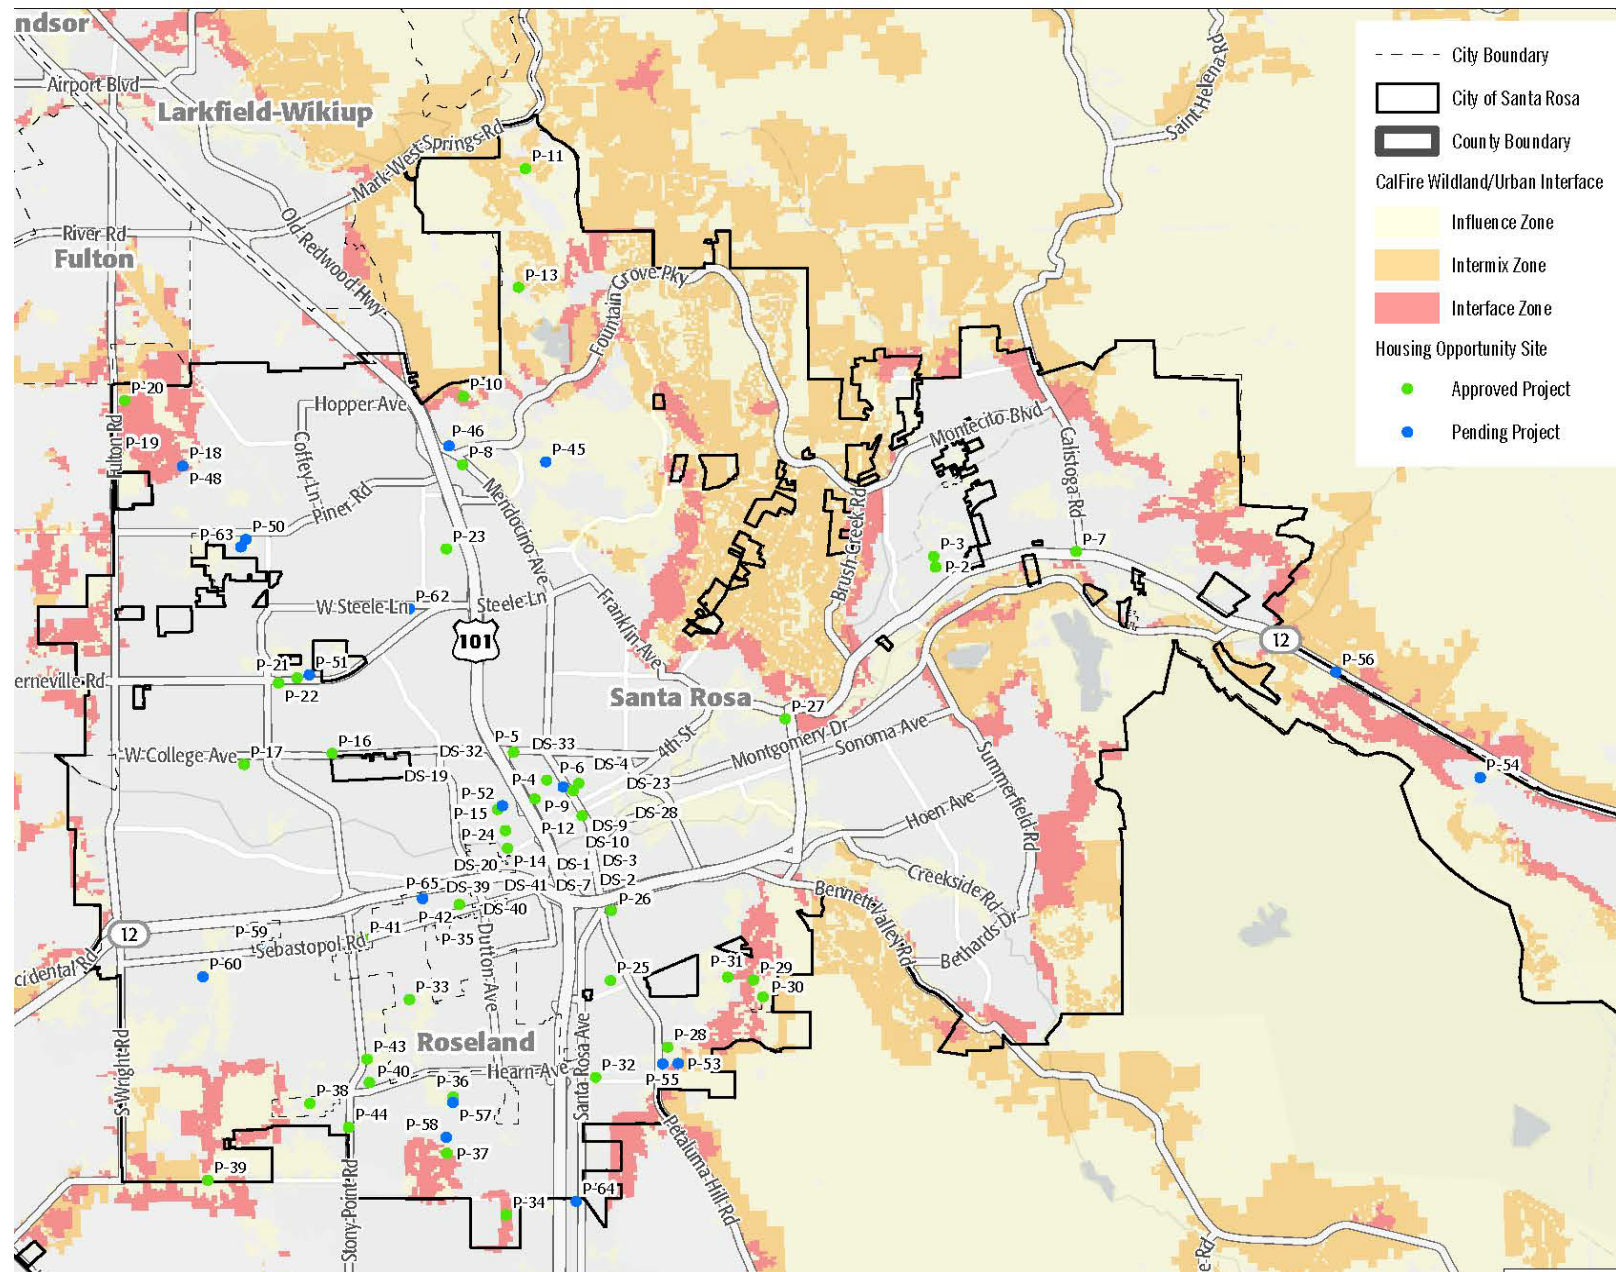 ndsor
Airport Blvd
Larkfield-Wikiup
Mark West Springs Rd
Saint Helena Rd
P-11
River Rd
Fulton
Old Redwood Hwy
P-13
Fountain Grove Pky
City Boundary
City of Santa Rosa
County Boundary
CalFire Wildland/Urban Interface
Influence Zone
Intermix Zone
Interface Zone
Housing Opportunity Site
Approved Project
Pending Project
P-20
P-10
Hopper Ave
Fulton Rd
P-19
P-18
P-48
Coffey Ln
P-46
P-8
P-45
Montecito Blvd
Calistoga Rd
Piner Rd
Mendocino Ave
P-63
P-50
P-23
Brush Creek Rd
P-3
P-2
P-7
W Steele Ln
P-62
Steele Ln
Franklin Ave
101
12
P-21
P-51
P-22
erneville Rd
Santa Rosa
P-56
P-27
W College Ave
P-17
P-16
DS-32
P-5
DS-33
4th St
Montgomery Dr
Sonoma Ave
Summerfield Rd
P-54
DS-19
P-4
P-6
DS-4
DS-23
P-52
P-15
P-9
DS-28
P-24
P-12
DS-9
DS-10
Hoen Ave
DS-20
P-14
DS-1
DS-3
P-65
DS-39
DS-41
DS-7
DS-2
Creekside Rd
Bennett Valley Rd
P-42
DS-40
P-26
12
P-59
Sebastopol Rd
P-41
P-35
Dutton Ave
Bethards Dr
ccidental Rd
P-60
P-33
P-25
P-31
P-29
P-30
S Wright Rd
Roseland
Santa Rosa Ave
P-28
P-43
P-40
Hearn Ave
P-32
P-53
P-55
P-38
P-36
P-57
P-44
P-58
P-37
Petaluma Hill Rd
P-39
Stony Point Rd
P-34
P-64
e Rd